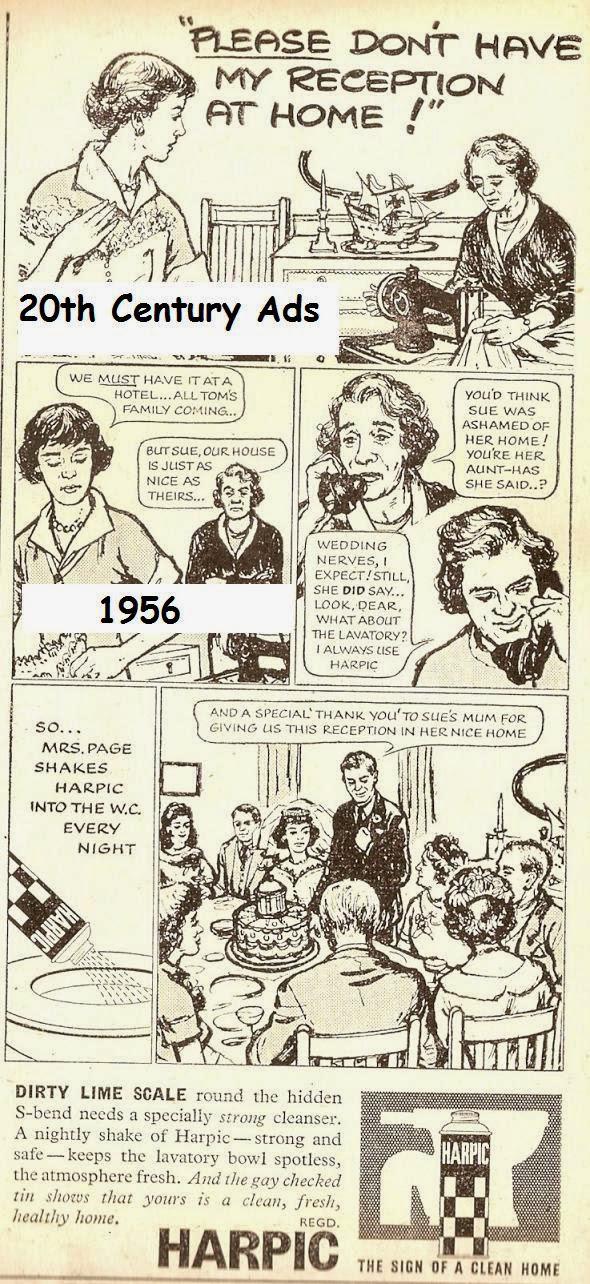 "PLEASE DON'T HAVE
MY RECEPTION
AT HOME!"
20th Century Ads
WE MUST HAVE IT AT A
HOTEL...ALL TOM'S
FAMILY COMING...
BUT SUE, OUR HOUSE
IS JUST AS
NICE AS
THEIRS...
1956
YOU'D THINK
SUE WAS
ASHAMED OF
HER HOME!
YOU'RE HER
AUNT-HAS
SHE SAID..?
WEDDING
NERVES, I
EXPECT! STILL,
SHE DID SAY...
LOOK, DEAR,
WHAT ABOUT
THE LAVATORY?
I ALWAYS USE
HARPIC
SO...
MRS. PAGE
SHAKES
HARPIC
INTO THE W.C.
EVERY
NIGHT
HARPIC
AND A SPECIAL 'THANK YOU' TO SUE'S MUM FOR
GIVING US THIS RECEPTION IN HER NICE HOME
DIRTY LIME SCALE round the hidden
S-bend needs a specially strong cleanser.
A nightly shake of Harpic — strong and
safe — keeps the lavatory bowl spotless,
the atmosphere fresh. And the gay checked
tin shows that yours is a clean, fresh,
healthy home.
REGD.
HARPIC
HARPIC
THE SIGN OF A CLEAN HOME